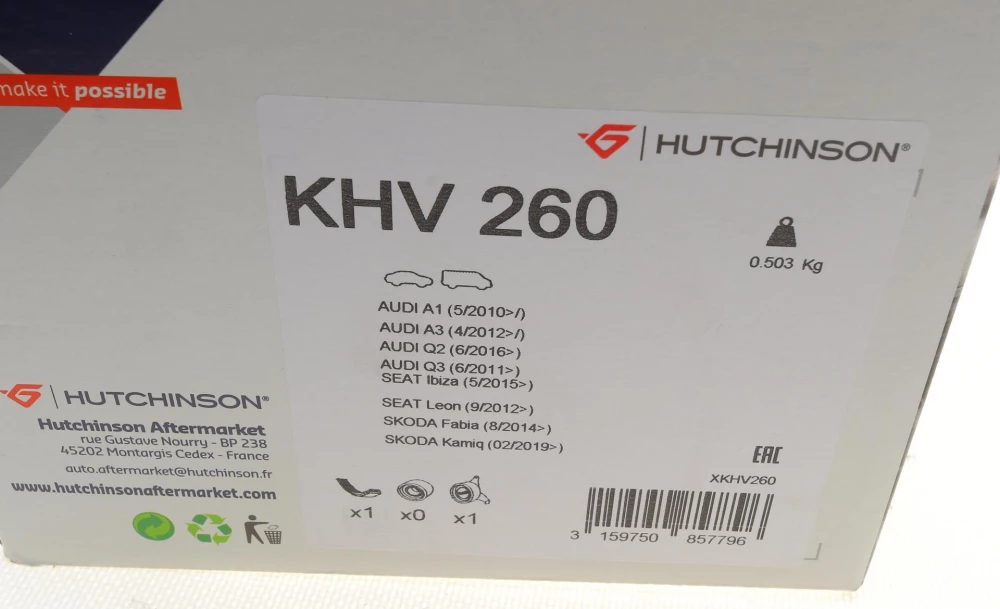 make it possible
HUTCHINSON®
KHV 260
0.503 Kg
AUDI A1 (5/2010>/)
AUDI A3 (4/2012>/)
AUDI Q2 (6/2016>)
AUDI Q3 (6/2011>)
SEAT Ibiza (5/2015>)
SEAT Leon (9/2012>)
SKODA Fabia (8/2014>)
SKODA Kamiq (02/2019>)
x1 x0 x1
EAC
XKHV260
3 159750 857796
HUTCHINSON®
Hutchinson Aftermarket
rue Gustave Nourry - BP 238
45202 Montargis Cedex - France
auto.aftermarket@hutchinson.fr
www.hutchinsonaftermarket.com